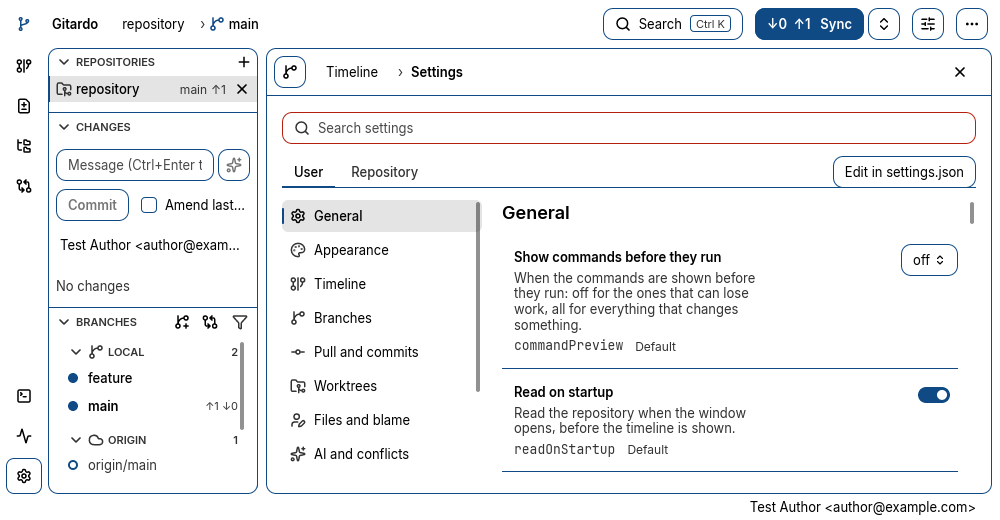 Gitardo
repository
› main
Search
Ctrl K
↓0 ↑1 Sync
REPOSITORIES
repository
main ↑1
CHANGES
Message (Ctrl+Enter t
Commit
Amend last...
Test Author <author@exam...
No changes
BRANCHES
LOCAL
2
feature
main
↑1 ↓0
ORIGIN
1
origin/main
Timeline
› Settings
Search settings
User
Repository
Edit in settings.json
General
Appearance
Timeline
Branches
Pull and commits
Worktrees
Files and blame
AI and conflicts
General
Show commands before they run
When the commands are shown before
they run: off for the ones that can lose
work, all for everything that changes
something.
commandPreview Default
off
Read on startup
Read the repository when the window
opens, before the timeline is shown.
readOnStartup Default
Test Author <author@example.com>